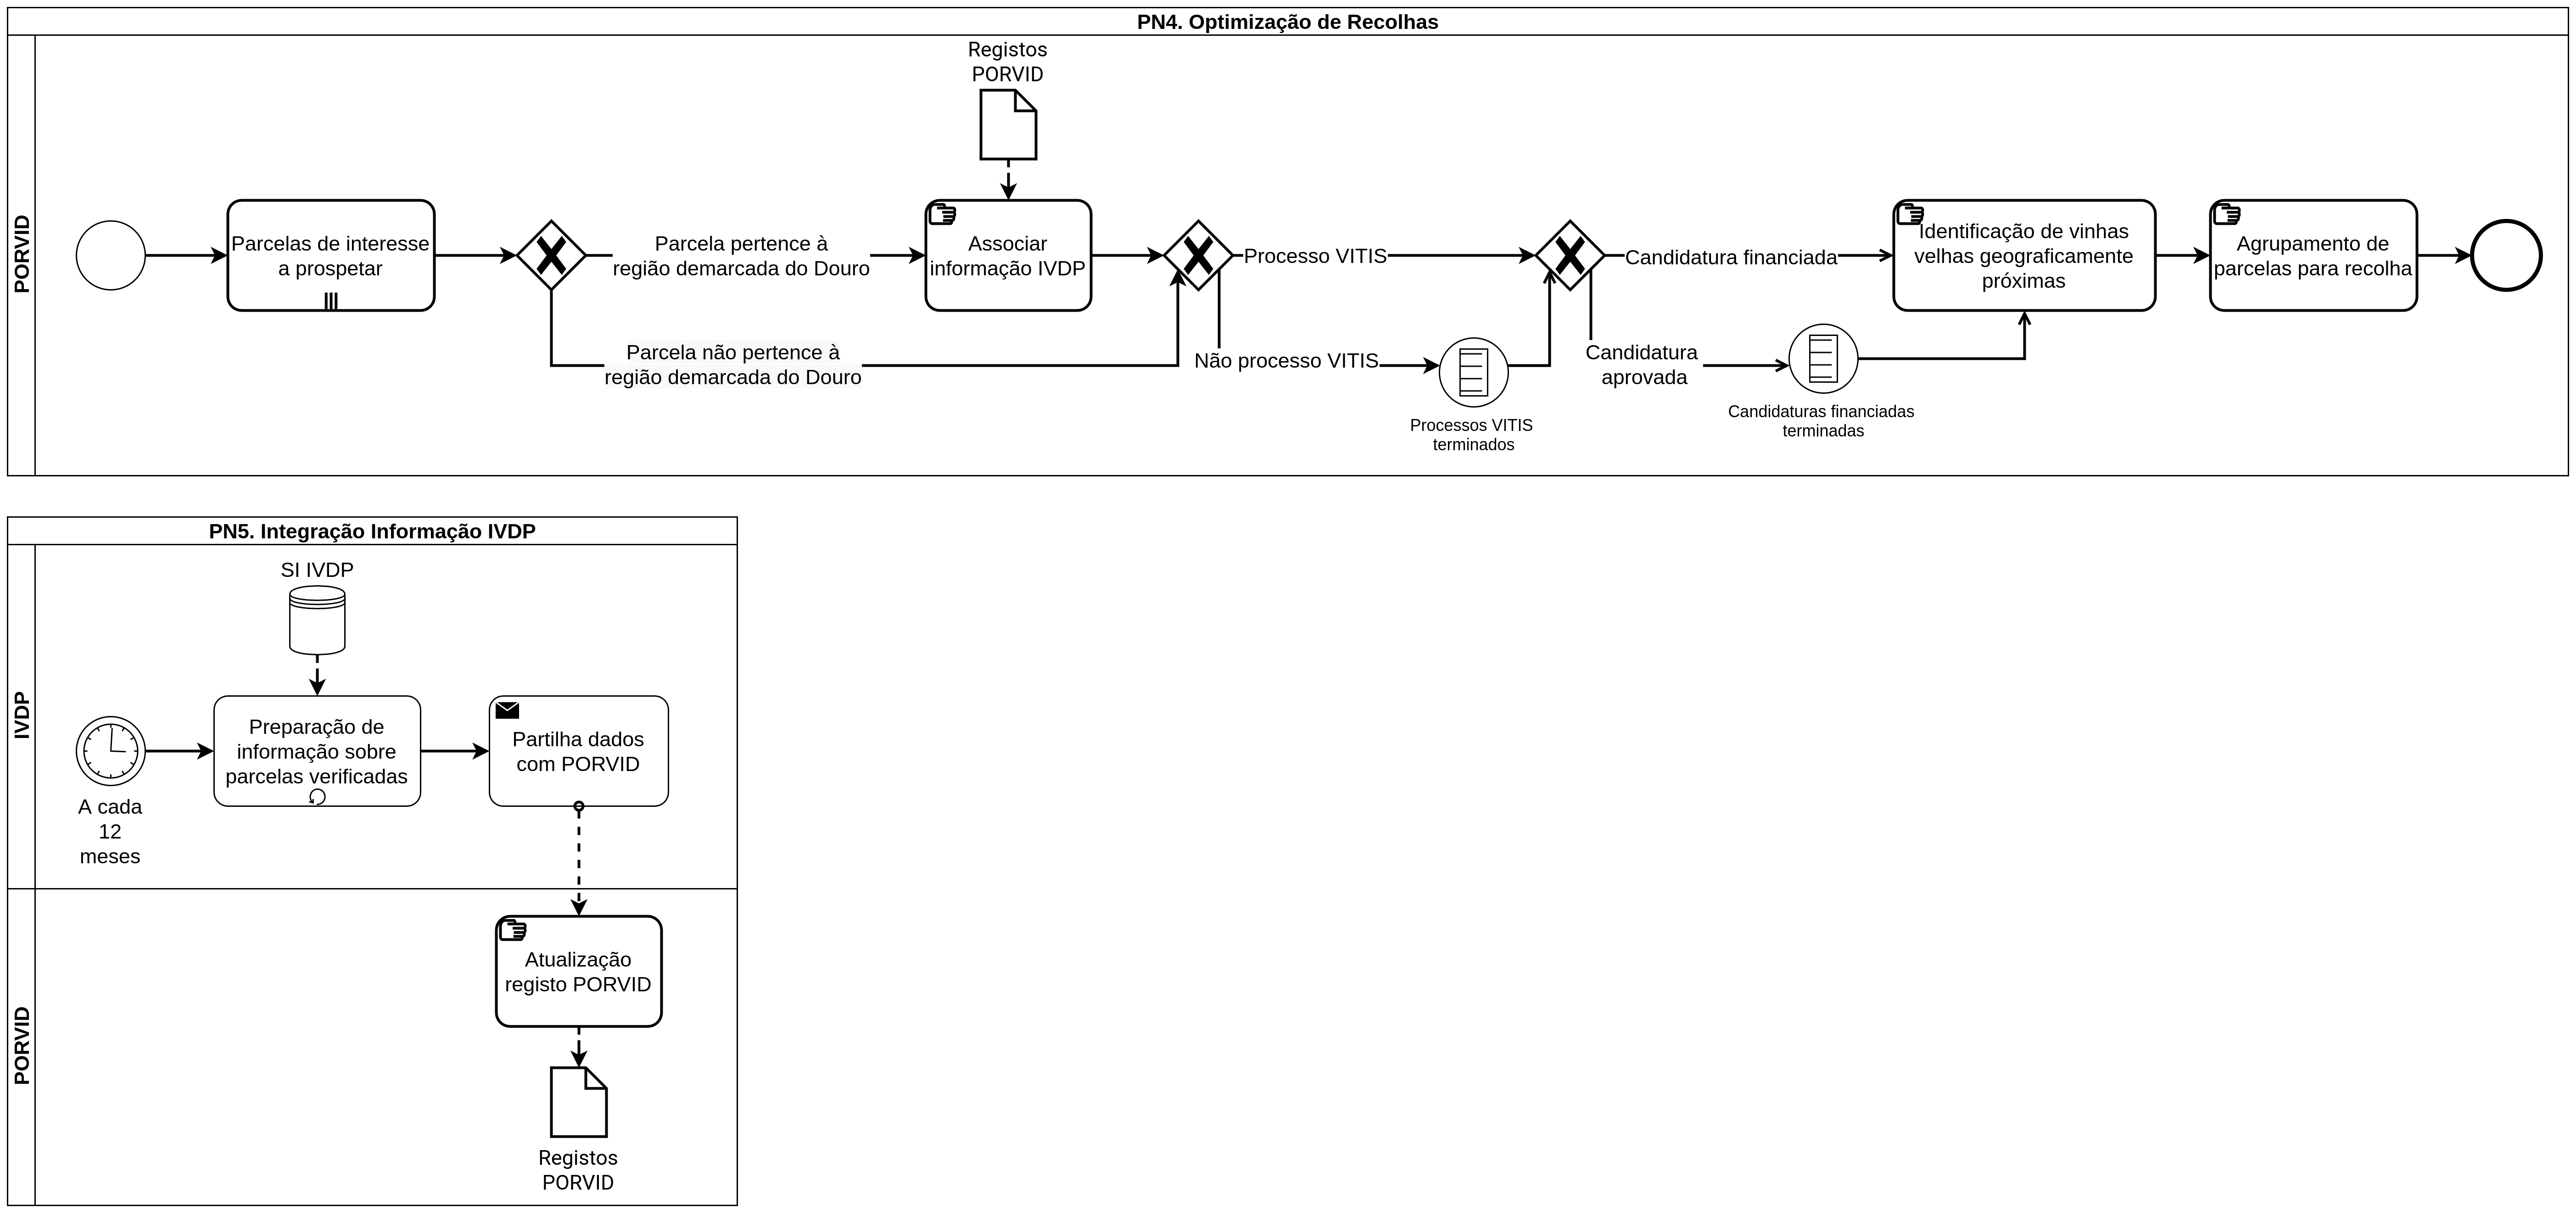 PN4. Optimização de Recolhas
PORVID
Registos
PORVID
Parcelas de interesse
a prospetar
Parcela pertence à
região demarcada do Douro
Parcela não pertence à
região demarcada do Douro
Associar
informação IVDP
Processo VITIS
Não processo VITIS
Processos VITIS
terminados
Candidatura financiada
Candidatura
aprovada
Candidaturas financiadas
terminadas
Identificação de vinhas
velhas geograficamente
próximas
Agrupamento de
parcelas para recolha
PN5. Integração Informação IVDP
IVDP
SI IVDP
A cada
12
meses
Preparação de
informação sobre
parcelas verificadas
Partilha dados
com PORVID
PORVID
Atualização
registo PORVID
Registos
PORVID